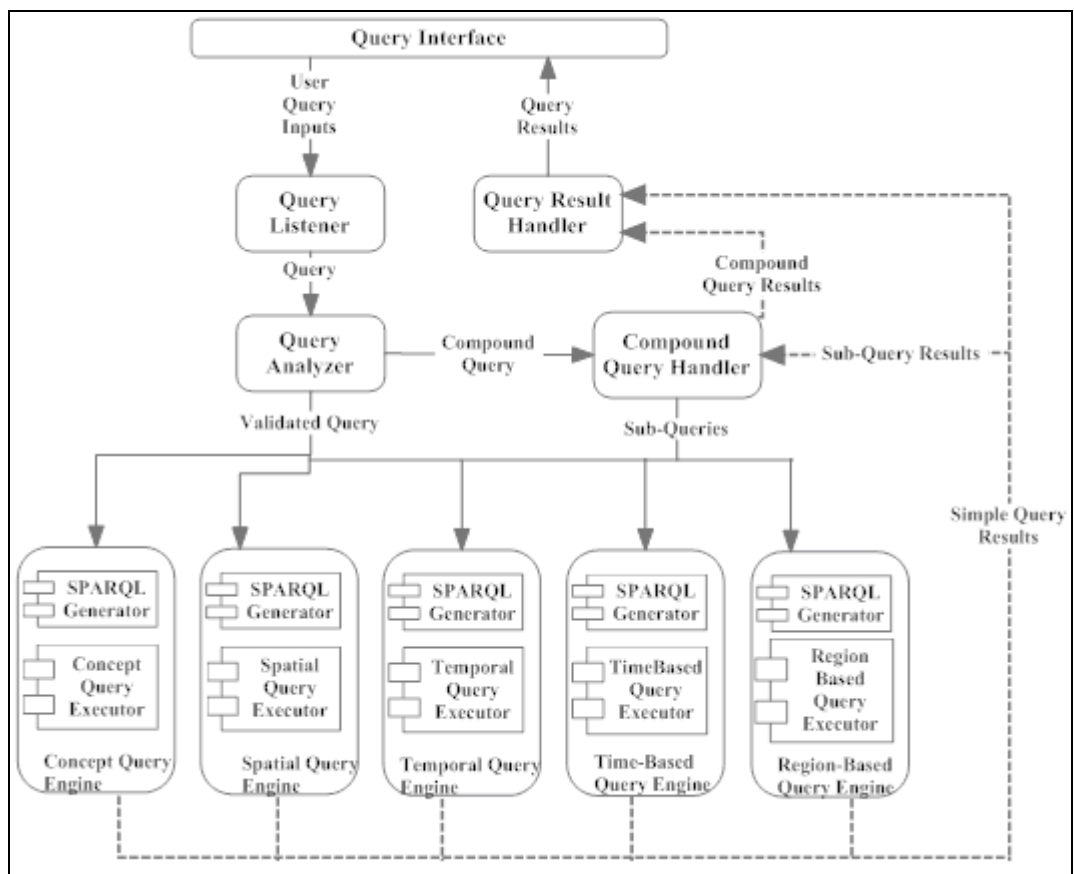 Query Interface
User
Query
Inputs
Query
Results
Query
Listener
Query Result
Handler
Query
Compound
Query Results
Query
Analyzer
Compound
Query
Compound
Query Handler
Sub-Query Results
Validated Query
Sub-Queries
Simple Query
Results
SPARQL
Generator
Concept
Query
Executor
Concept Query
Engine
SPARQL
Generator
Spatial
Query
Executor
Spatial Query
Engine
SPARQL
Generator
Temporal
Query
Executor
Temporal Query
Engine
SPARQL
Generator
TimeBased
Query
Executor
Time-Based
Query Engine
SPARQL
Generator
Region
Based
Query
Executor
Region-Based
Query Engine